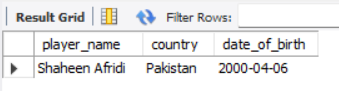 Result Grid Filter Rows:
player_name country date_of_birth
Shaheen Afridi Pakistan 2000-04-06